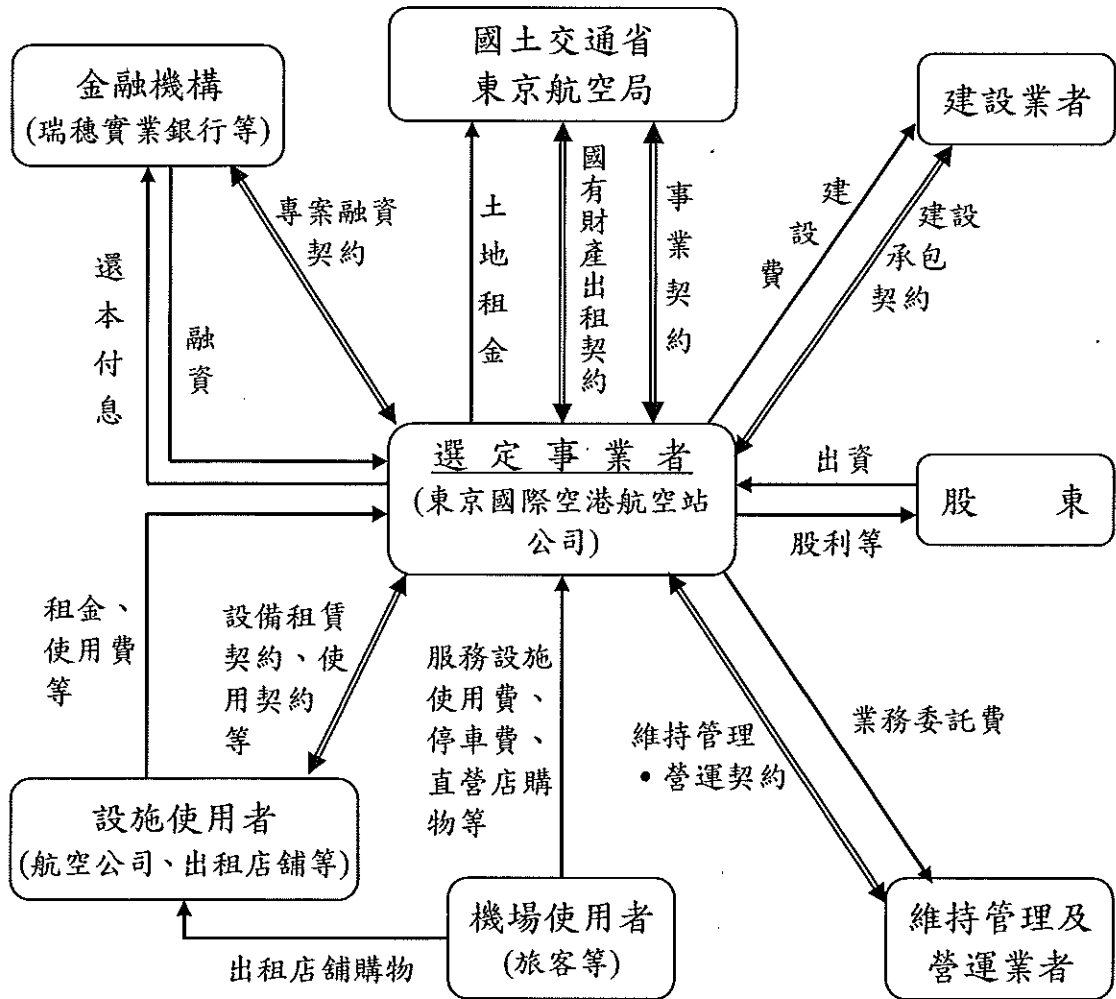 國土交通省
東京航空局
金融機構
(瑞穗實業銀行等)
建設業者
還本付息
融資
專案融資
契約
土地租金
國有財產出租契約
事業契約
建設費
建設
承包
契約
選定事業者
(東京國際空港航空站
公司)
出資
股東
股利等
租金、
使用費
等
設備租賃
契約、使
用契約
等
服務設施
使用費、
停車費、
直營店購
物等
維持管理
•營運契約
業務委託費
設施使用者
(航空公司、出租店舖等)
機場使用者
(旅客等)
維持管理及
營運業者
出租店舖購物